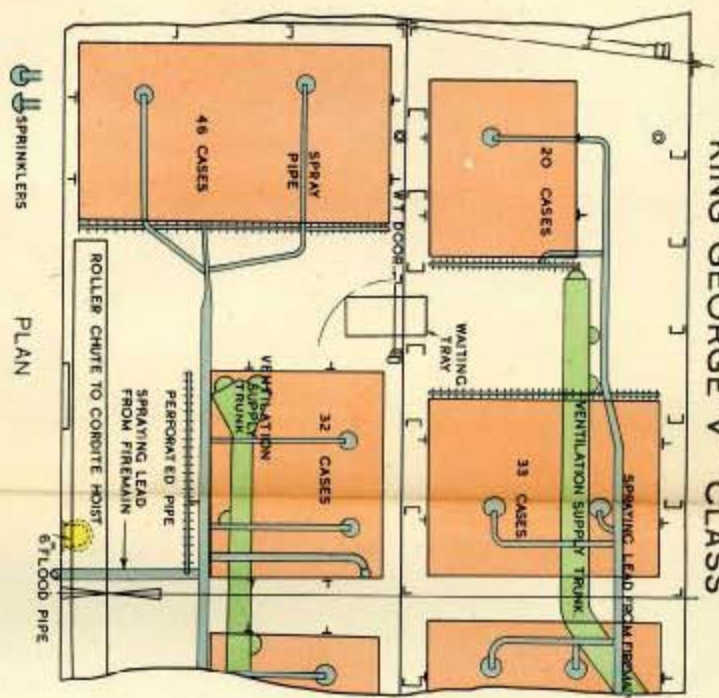 KING GEORGE V CLASS
20 CASES
46 CASES
SPRAY
PIPE
W T DOOR
WAITING
TRAY
VENTILATION SUPPLY TRUNK
SPRAYING LEAD FROM
33 CASES
VENTILATION
SUPPLY
TRUNK
32 CASES
ROLLER CHUTE TO CORDITE HOIST
PERFORATED PIPE
SPRAYING LEAD
FROM FIREMAIN
6" FLOOD PIPE
SPRINKLERS
PLAN